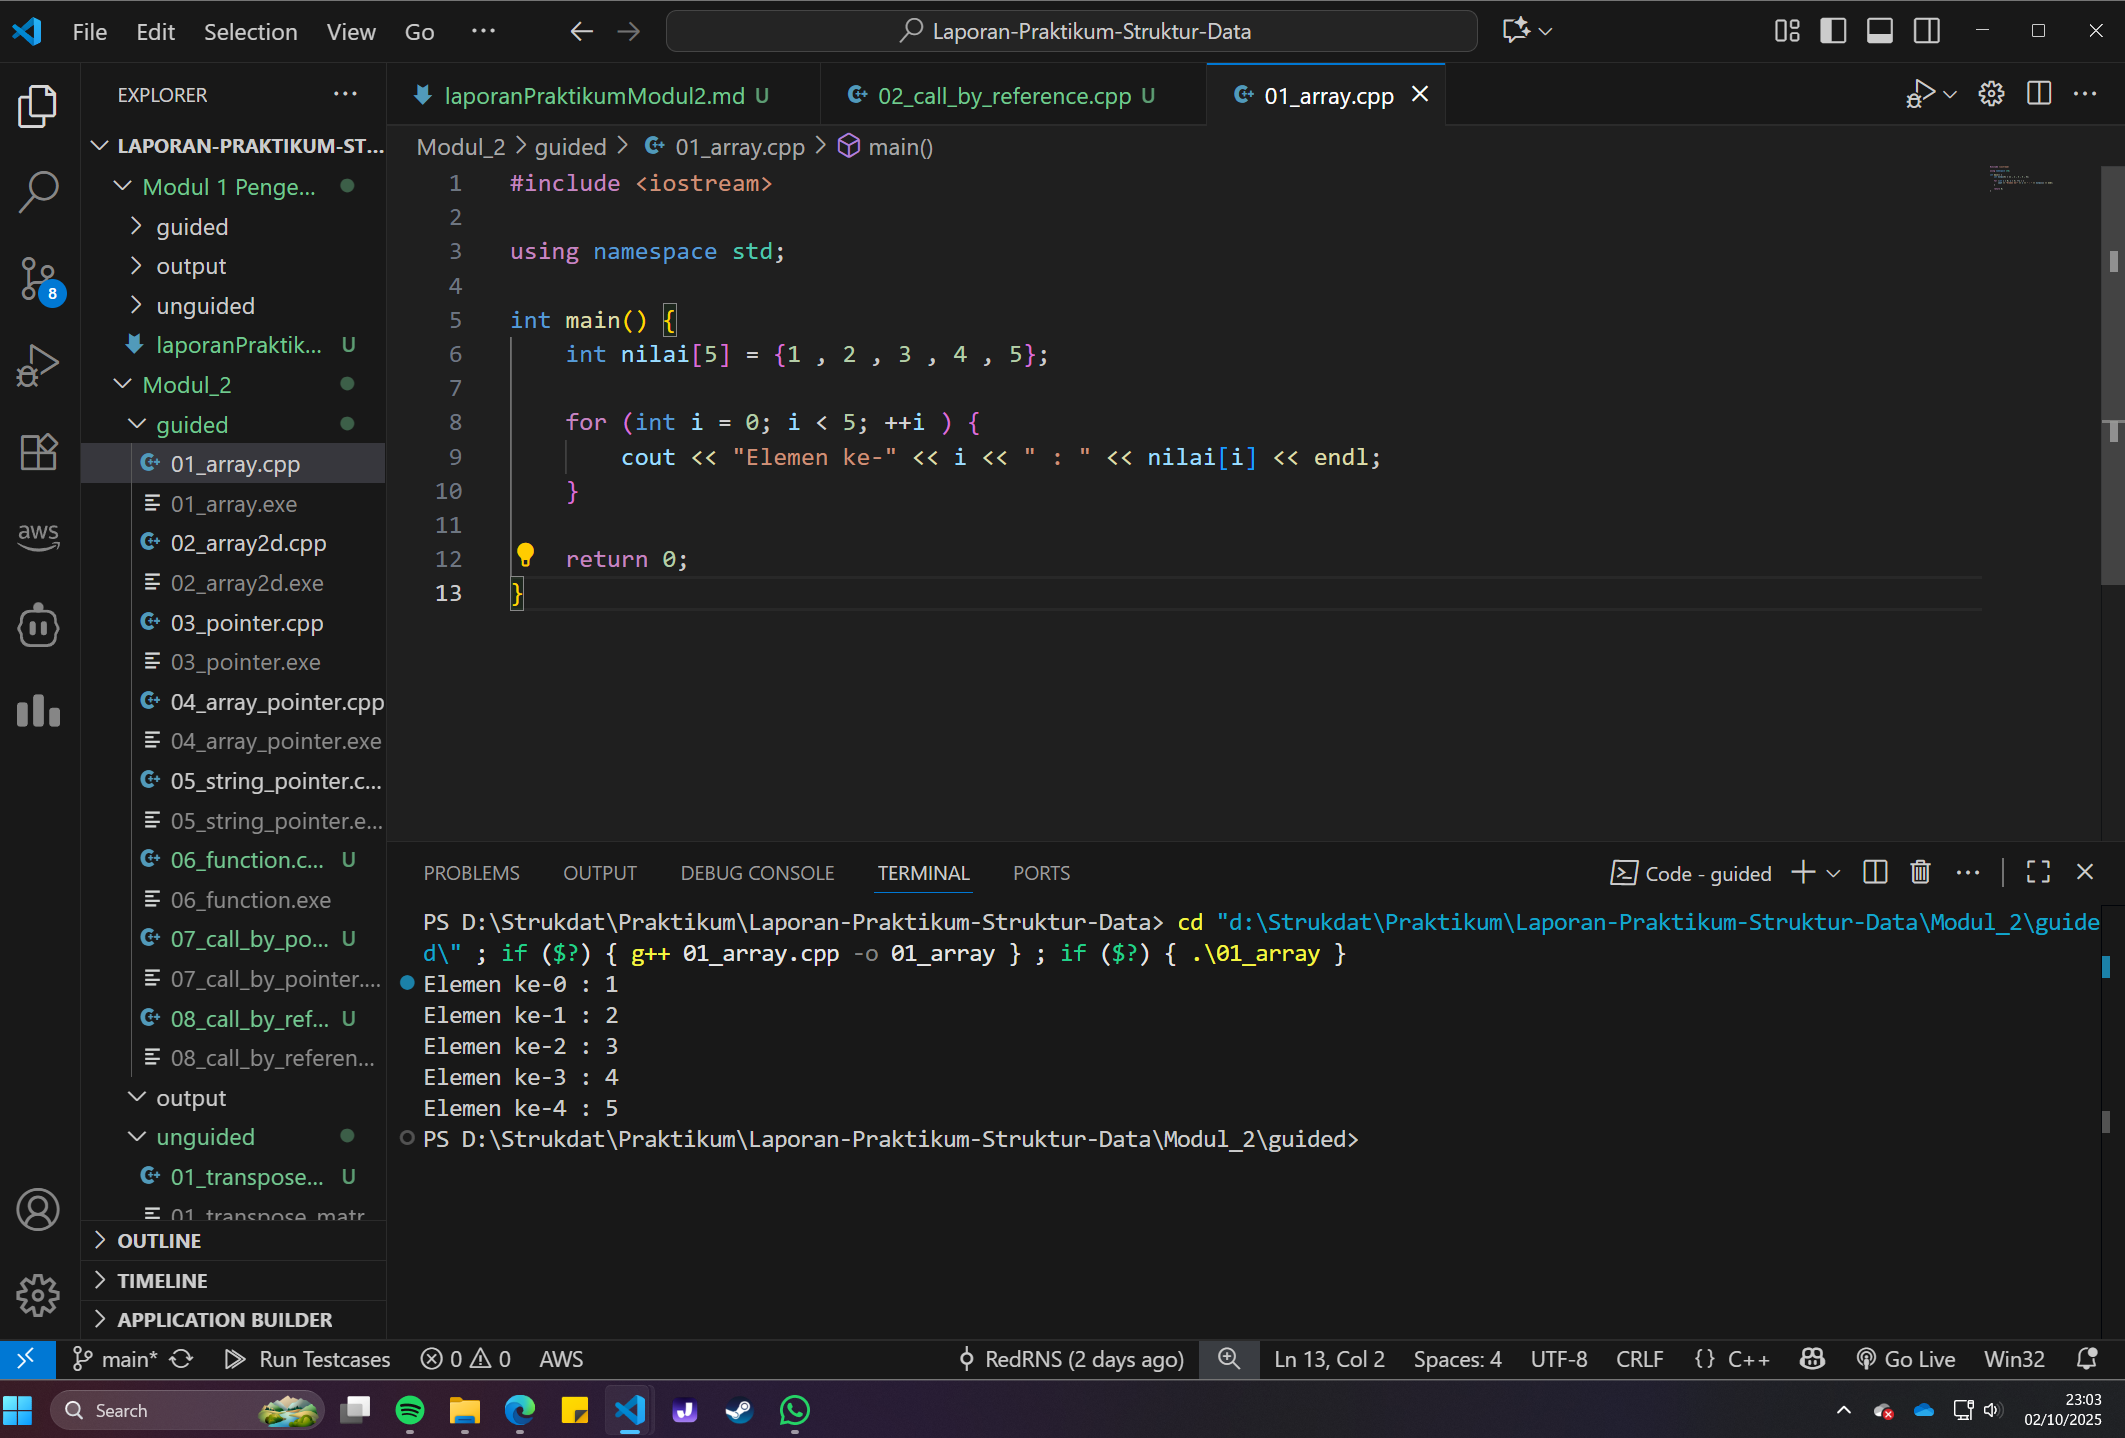 File Edit Selection View Go ···
Laporan-Praktikum-Struktur-Data
EXPLORER ···
LAPORAN-PRAKTIKUM-ST...
Modul 1 Penge...
guided
output
unguided
laporanPraktik... U
Modul_2
guided
01_array.cpp
01_array.exe
02_array2d.cpp
02_array2d.exe
03_pointer.cpp
03_pointer.exe
04_array_pointer.cpp
04_array_pointer.exe
05_string_pointer.c...
05_string_pointer.e...
06_function.c... U
06_function.exe
07_call_by_po... U
07_call_by_pointer....
08_call_by_ref... U
08_call_by_referen...
output
unguided
01_transpose... U
01_transpose_matr
OUTLINE
TIMELINE
APPLICATION BUILDER
8
aws
laporanPraktikumModul2.md U
02_call_by_reference.cpp U
01_array.cpp
Modul_2 > guided > 01_array.cpp > main()
1 #include <iostream>
2
3 using namespace std;
4
5 int main() {
6 int nilai[5] = {1 , 2 , 3 , 4 , 5};
7
8 for (int i = 0; i < 5; ++i ) {
9 cout << "Elemen ke-" << i << " : " << nilai[i] << endl;
10 }
11
12 return 0;
13 }
PROBLEMS OUTPUT DEBUG CONSOLE TERMINAL PORTS
Code - guided
PS D:\Strukdat\Praktikum\Laporan-Praktikum-Struktur-Data> cd "d:\Strukdat\Praktikum\Laporan-Praktikum-Struktur-Data\Modul_2\guide
d\" ; if ($?) { g++ 01_array.cpp -o 01_array } ; if ($?) { .\01_array }
Elemen ke-0 : 1
Elemen ke-1 : 2
Elemen ke-2 : 3
Elemen ke-3 : 4
Elemen ke-4 : 5
PS D:\Strukdat\Praktikum\Laporan-Praktikum-Struktur-Data\Modul_2\guided>
main* Run Testcases 0 0 AWS RedRNS (2 days ago) Ln 13, Col 2 Spaces: 4 UTF-8 CRLF {} C++ Go Live Win32
Search
23:03
02/10/2025